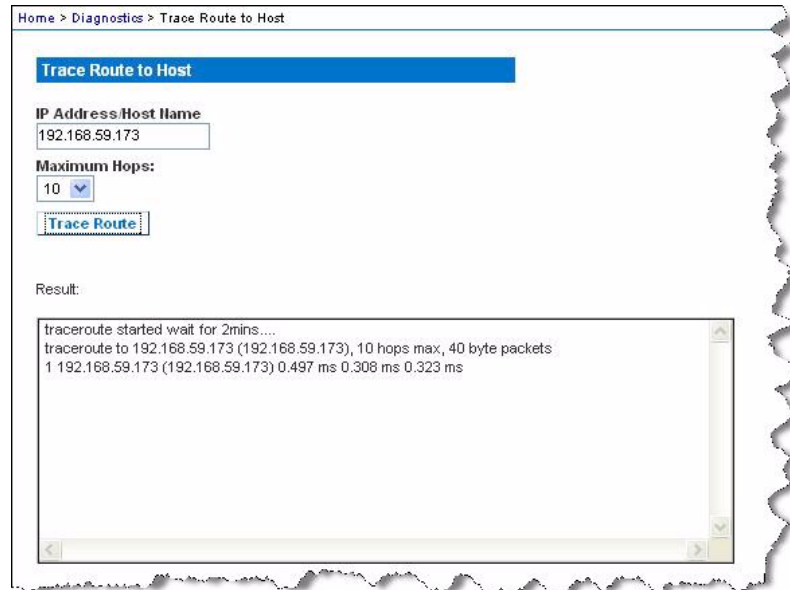 Home > Diagnostics > Trace Route to Host
Trace Route to Host
IP Address/Host Name
192.168.59.173
Maximum Hops:
10
Trace Route
Result:
traceroute started wait for 2mins....
traceroute to 192.168.59.173 (192.168.59.173), 10 hops max, 40 byte packets
1 192.168.59.173 (192.168.59.173) 0.497 ms 0.308 ms 0.323 ms